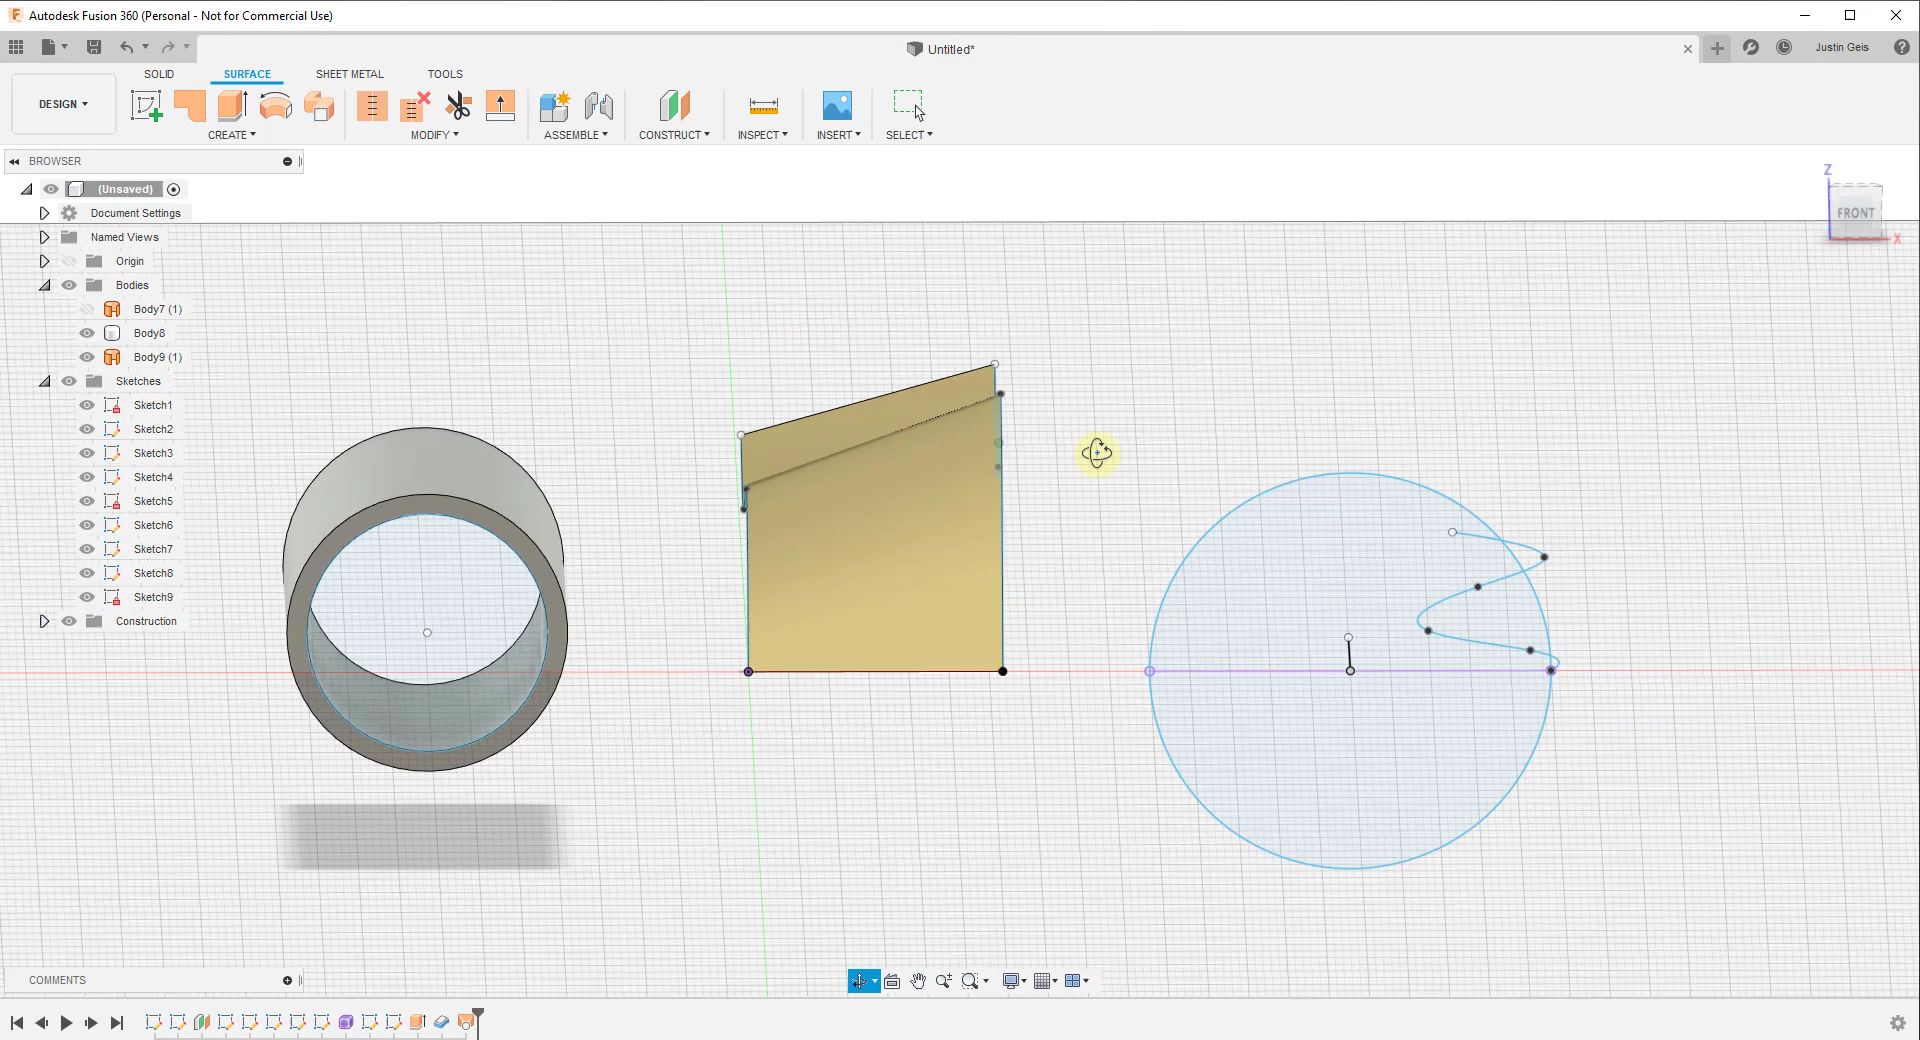 Autodesk Fusion 360 (Personal - Not for Commercial Use)
Untitled*
Justin Geis
SOLID
SURFACE
SHEET METAL
TOOLS
DESIGN
CREATE
MODIFY
ASSEMBLE
CONSTRUCT
INSPECT
INSERT
SELECT
BROWSER
(Unsaved)
Document Settings
Named Views
Origin
Bodies
Body7 (1)
Body8
Body9 (1)
Sketches
Sketch1
Sketch2
Sketch3
Sketch4
Sketch5
Sketch6
Sketch7
Sketch8
Sketch9
Construction
Z
FRONT
X
COMMENTS